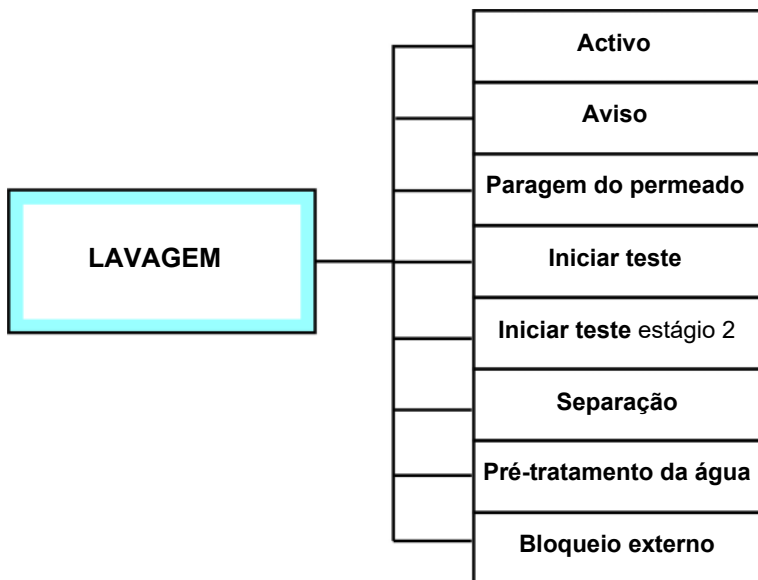 Activo
Aviso
Paragem do permeado
LAVAGEM
Iniciar teste
Iniciar teste estágio 2
Separação
Pré-tratamento da água
Bloqueio externo